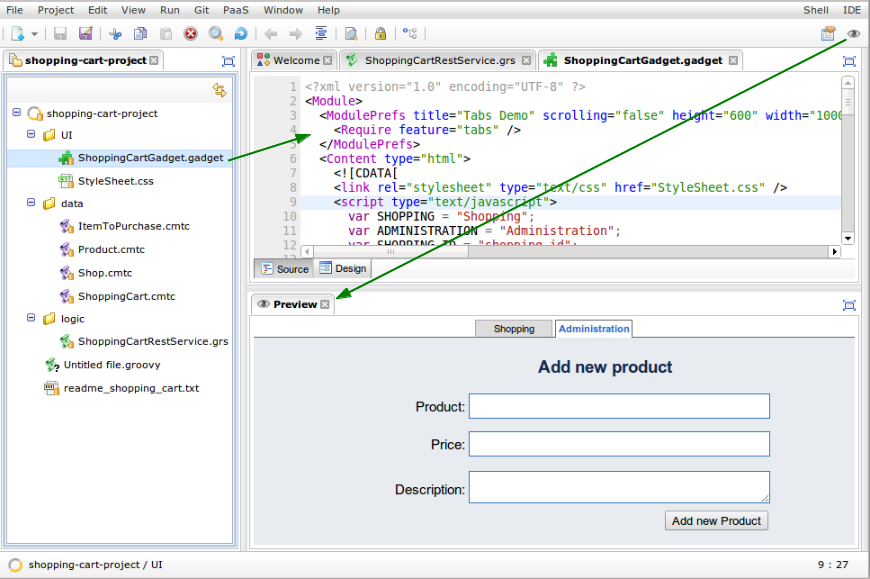 File Project Edit View Run Git PaaS Window Help Shell IDE
shopping-cart-project
Welcome ShoppingCartRestService.grs ShoppingCartGadget.gadget
shopping-cart-project
UI
ShoppingCartGadget.gadget
StyleSheet.css
data
ItemToPurchase.cmtc
Product.cmtc
Shop.cmtc
ShoppingCart.cmtc
logic
ShoppingCartRestService.grs
Untitled file.groovy
readme_shopping_cart.txt
1 <?xml version="1.0" encoding="UTF-8" ?>
2 <Module>
3 <ModulePrefs title="Tabs Demo" scrolling="false" height="600" width="1000
4 <Require feature="tabs" />
5 </ModulePrefs>
6 <Content type="html">
7 <![CDATA[
8 <link rel="stylesheet" type="text/css" href="StyleSheet.css" />
9 <script type="text/javascript">
10 var SHOPPING = "Shopping";
11 var ADMINISTRATION = "Administration";
12 var SHOPPING_ID = "shopping_id";
13
Source Design
Preview
Shopping Administration
Add new product
Product:
Price:
Description:
Add new Product
shopping-cart-project / UI 9 : 27